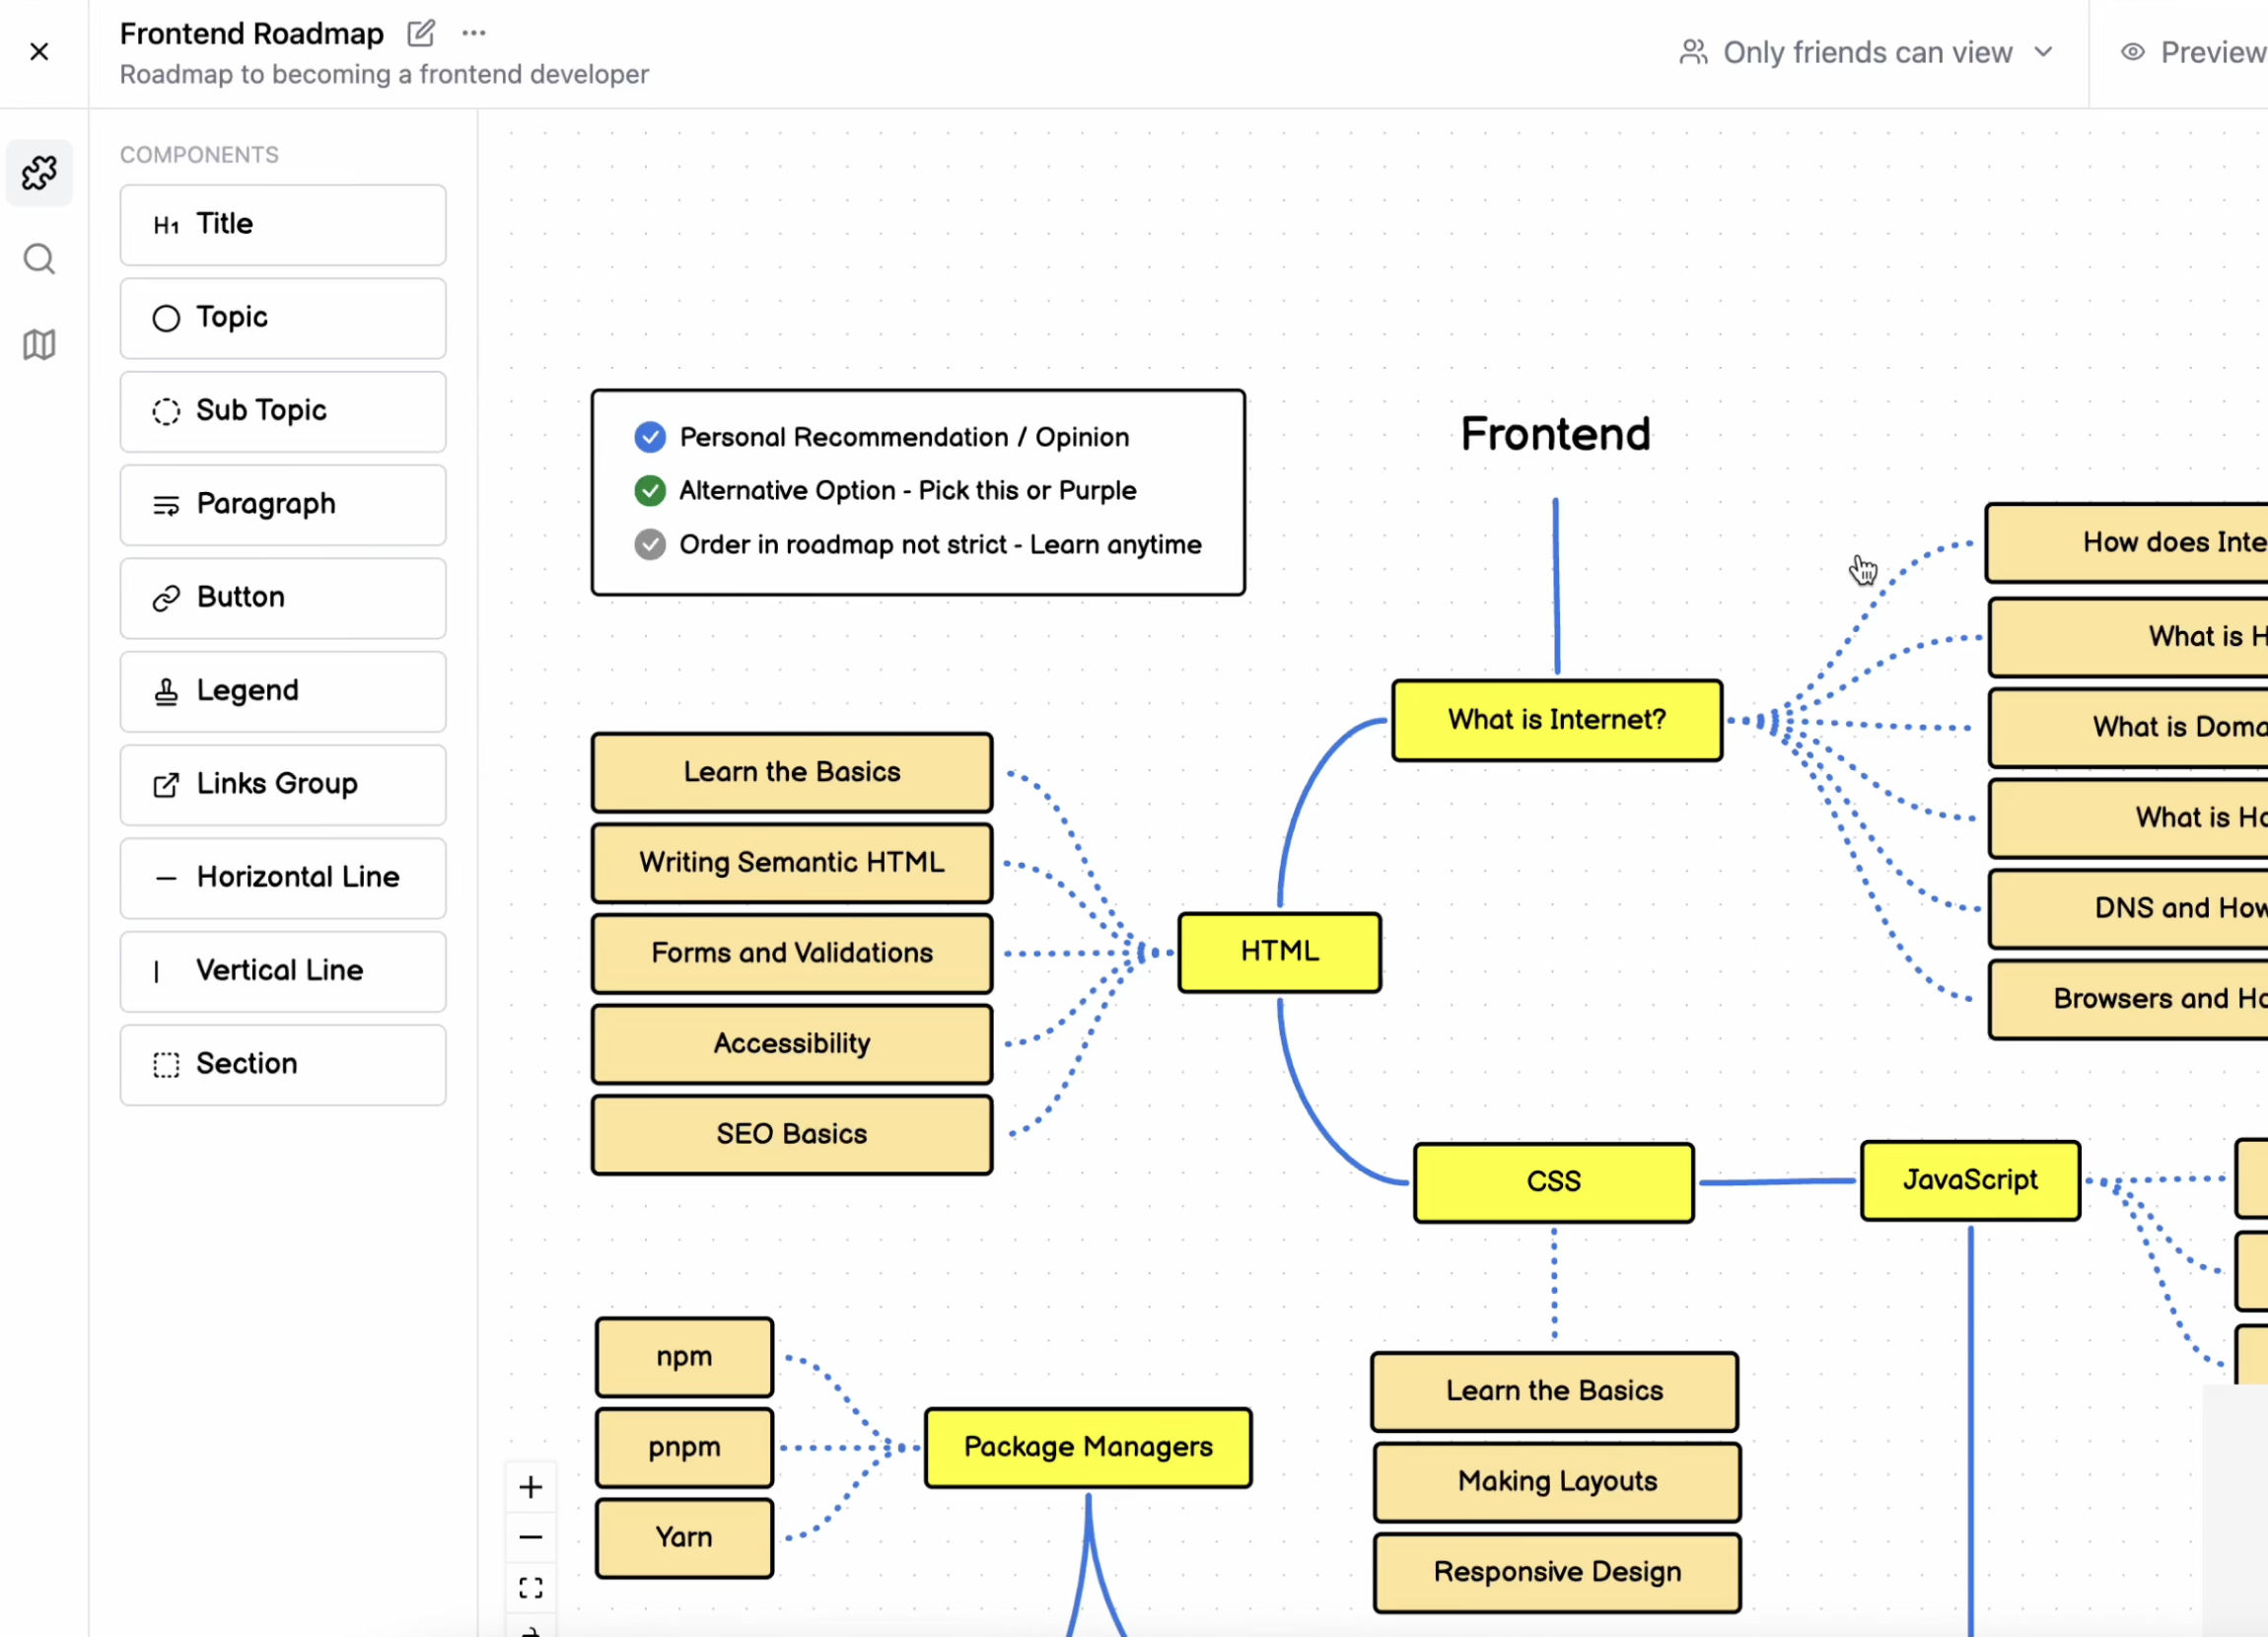 Frontend Roadmap
Roadmap to becoming a frontend developer
Only friends can view
Preview
COMPONENTS
H1 Title
Topic
Sub Topic
Paragraph
Button
Legend
Links Group
Horizontal Line
Vertical Line
Section
Personal Recommendation / Opinion
Alternative Option - Pick this or Purple
Order in roadmap not strict - Learn anytime
Frontend
What is Internet?
How does
What is
What is
What is
DNS and How
Browsers and
Learn the Basics
Writing Semantic HTML
Forms and Validations
Accessibility
SEO Basics
HTML
CSS
JavaScript
npm
pnpm
Yarn
Package Managers
Learn the Basics
Making Layouts
Responsive Design